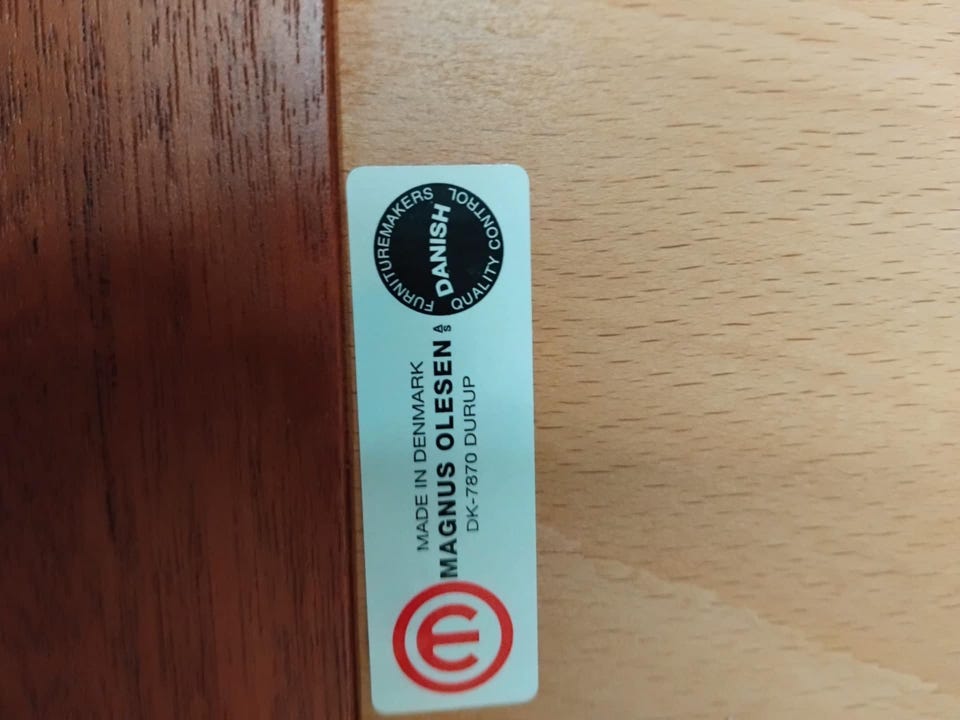 MADE IN DENMARK
MAGNUS OLESEN A/S
DK-7870 DURUP
DANISH
FURNITUREMAKERS
QUALITY CONTROL